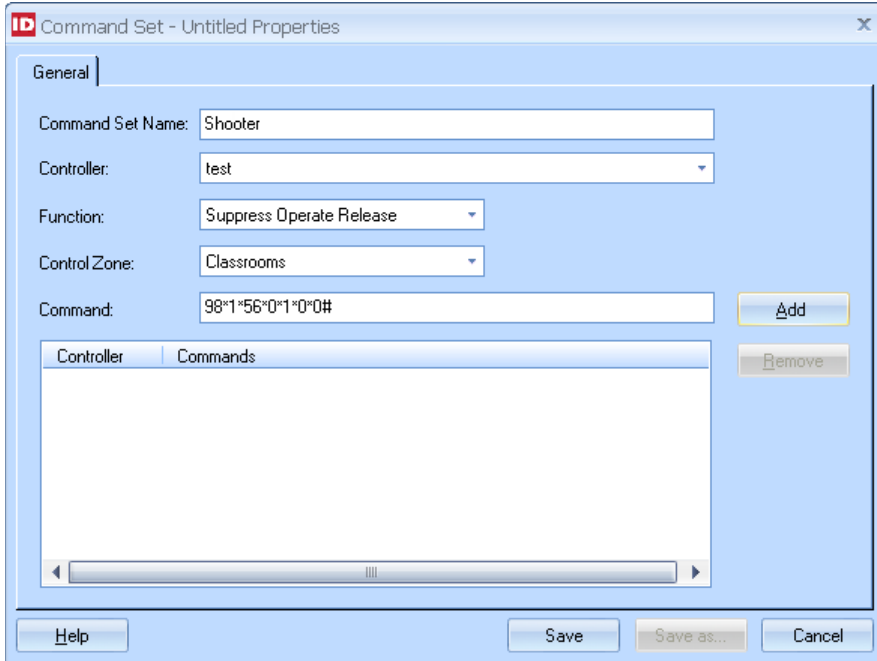 ID Command Set - Untitled Properties x
General
Command Set Name: Shooter
Controller: test
Function: Suppress Operate Release
Control Zone: Classrooms
Command: 98*1*56*0*1*0*0# Add
Controller Commands Remove
Help Save Save as... Cancel